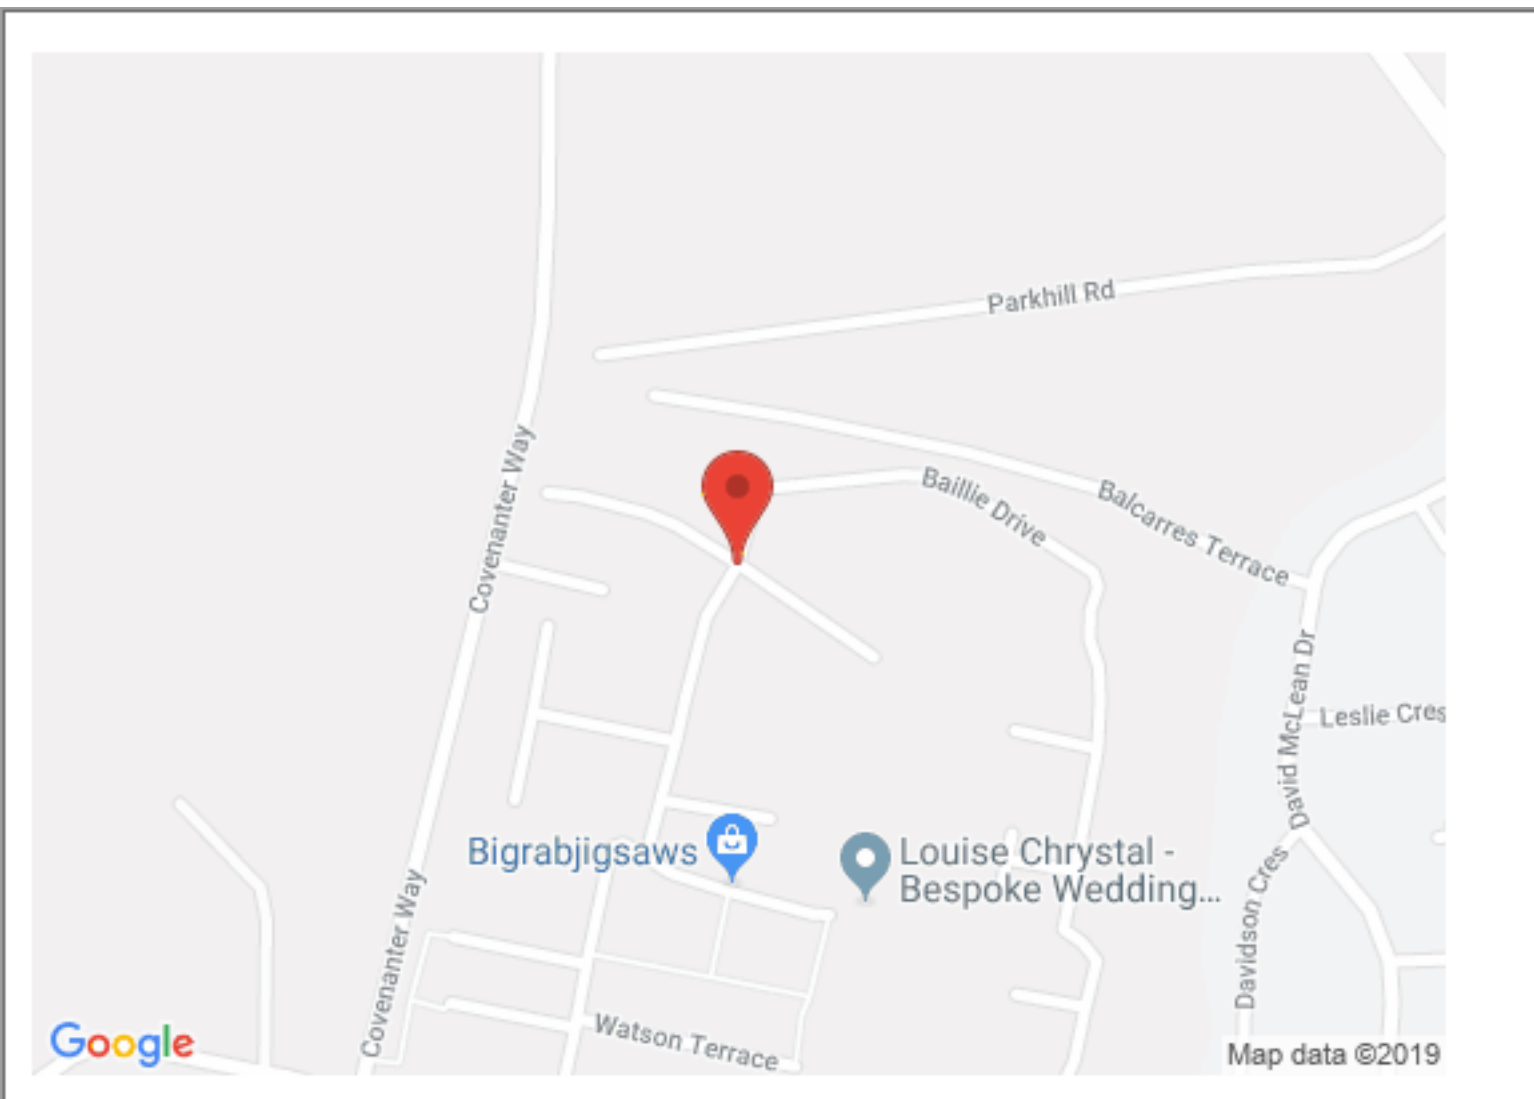 Parkhill Rd
Covenanter Way
Baillie Drive
Balcarres Terrace
David McLean Dr
Leslie Cres
Bigrabjigsaws
Louise Chrystal -
Bespoke Wedding...
Davidson Cres
Covenanter Way
Watson Terrace
Google
Map data ©2019